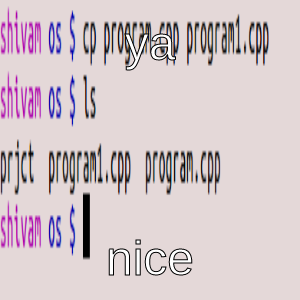 shivam os $ cp program.cpp program1.cpp
ya
shivam os $ ls
prjct program1.cpp program.cpp
shivam os $
nice